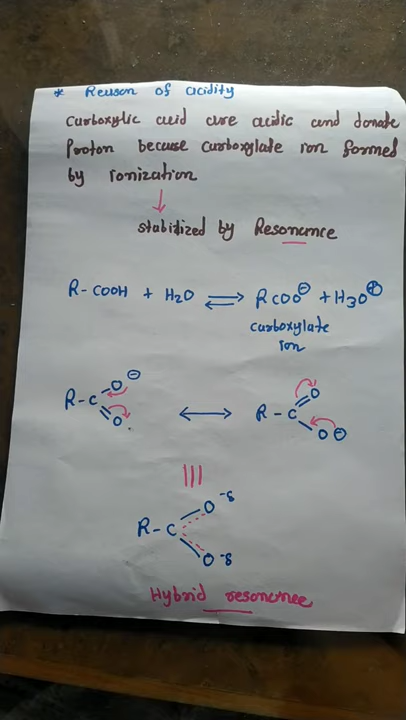 * Reason of acidity
carboxylic acid are acidic and donate
Proton because carboxylate ion formed
by ionization
↓
stabilized by Resonance
R-COOH + H2O ⇌ RCOO⊖ + H3O⊕
carboxylate
ion
R-C O⊖ O ⟷ R-C O O⊖
|||
R-C O-δ O-δ
Hybrid resonance